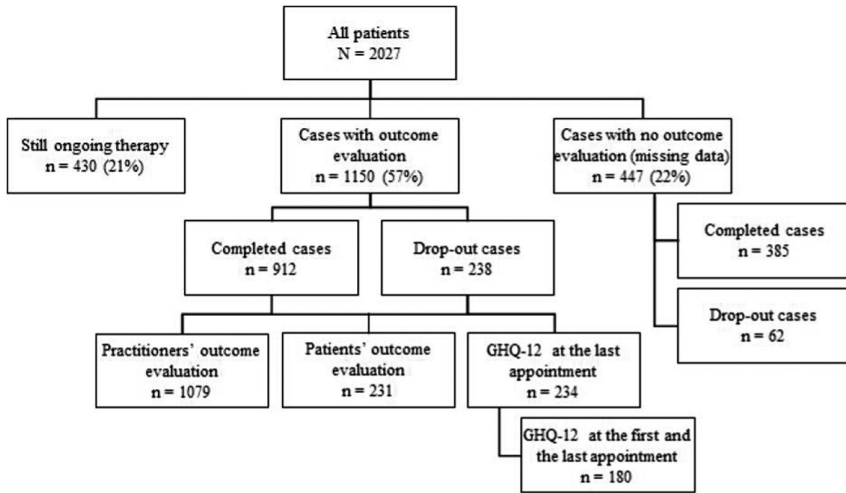 All patients
N = 2027
Still ongoing therapy
n = 430 (21%)
Cases with outcome
evaluation
n = 1150 (57%)
Cases with no outcome
evaluation (missing data)
n = 447 (22%)
Completed cases
n = 912
Drop-out cases
n = 238
Completed cases
n = 385
Drop-out cases
n = 62
Practitioners’ outcome
evaluation
n = 1079
Patients’ outcome
evaluation
n = 231
GHQ-12 at the last
appointment
n = 234
GHQ-12 at the first and
the last appointment
n = 180